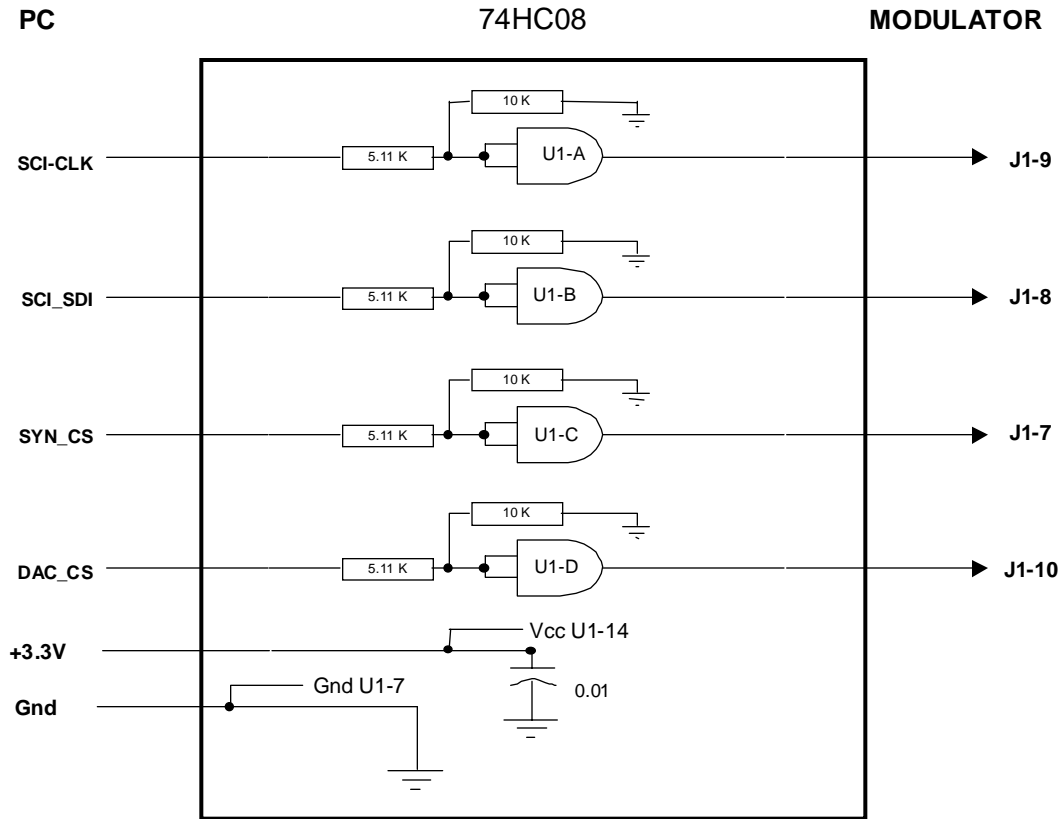 PC
74HC08
MODULATOR
10 K
SCI-CLK
5.11 K
U1-A
J1-9
10 K
SCI_SDI
5.11 K
U1-B
J1-8
10 K
SYN_CS
5.11 K
U1-C
J1-7
10 K
DAC_CS
5.11 K
U1-D
J1-10
Vcc U1-14
+3.3V
Gnd U1-7
0.01
Gnd